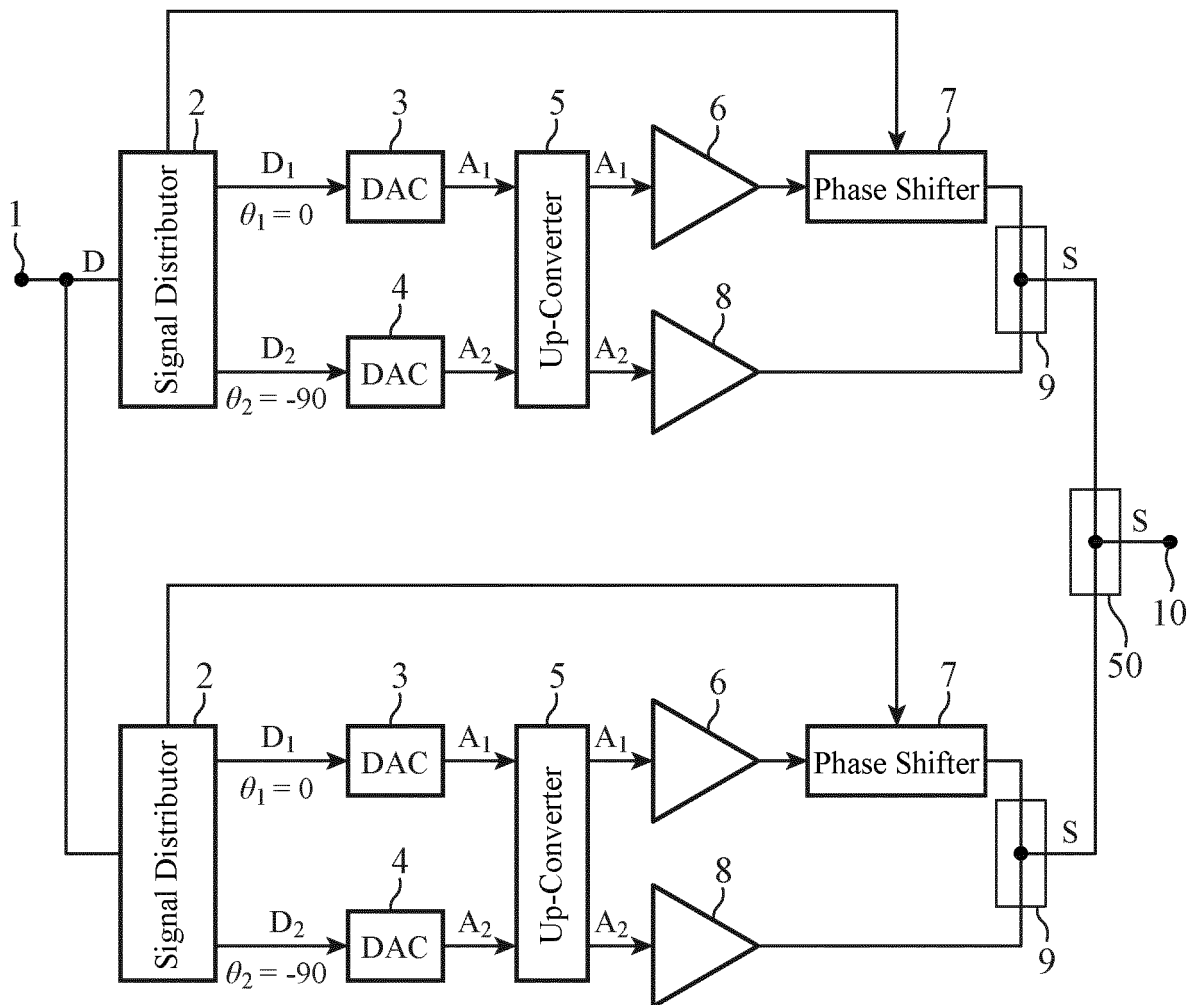 2
3
5
6
7
D₁
A₁
A₁
DAC
Phase Shifter
θ₁ = 0
1
D
Signal Distributor
Up-Converter
S
4
8
D₂
A₂
A₂
DAC
θ₂ = -90
9
S
10
50
2
3
5
6
7
D₁
A₁
A₁
DAC
Phase Shifter
θ₁ = 0
Signal Distributor
Up-Converter
S
4
8
D₂
A₂
A₂
DAC
θ₂ = -90
9